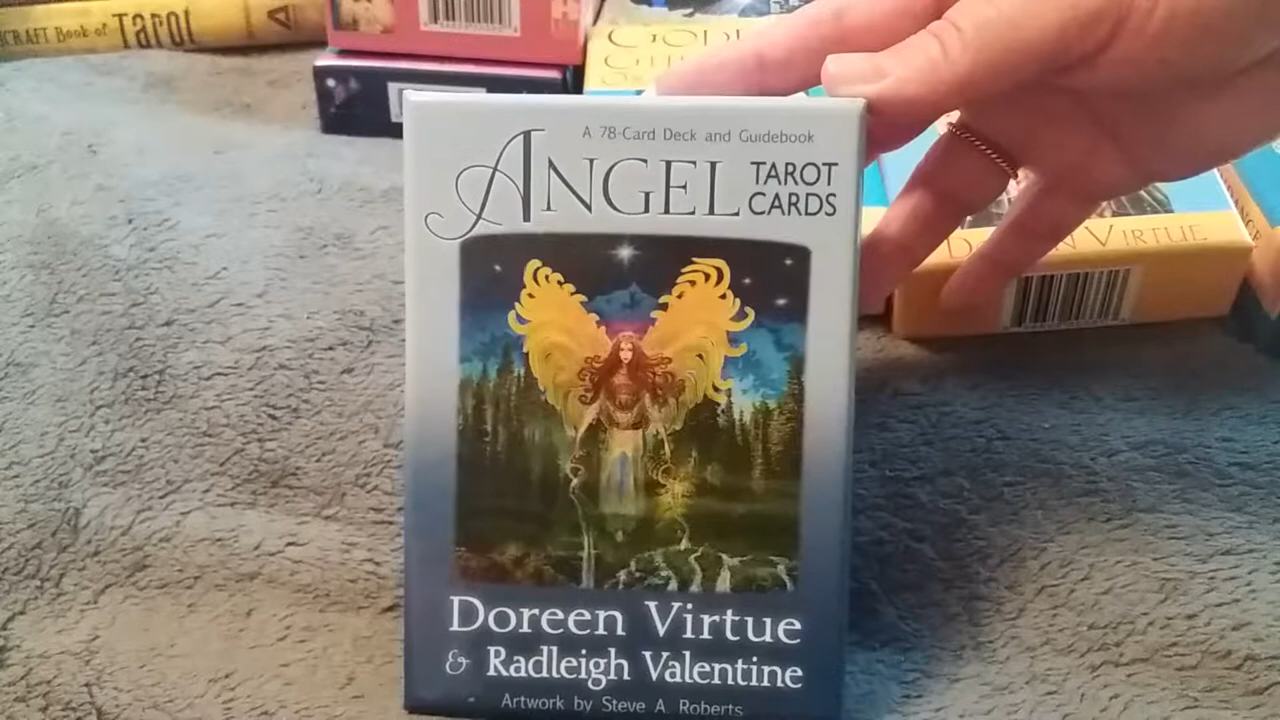 CRAFT Book of Tarot
A 78-Card Deck and Guidebook
ANGEL TAROT CARDS
Doreen Virtue
& Radleigh Valentine
Artwork by Steve A. Roberts
VIRTUE